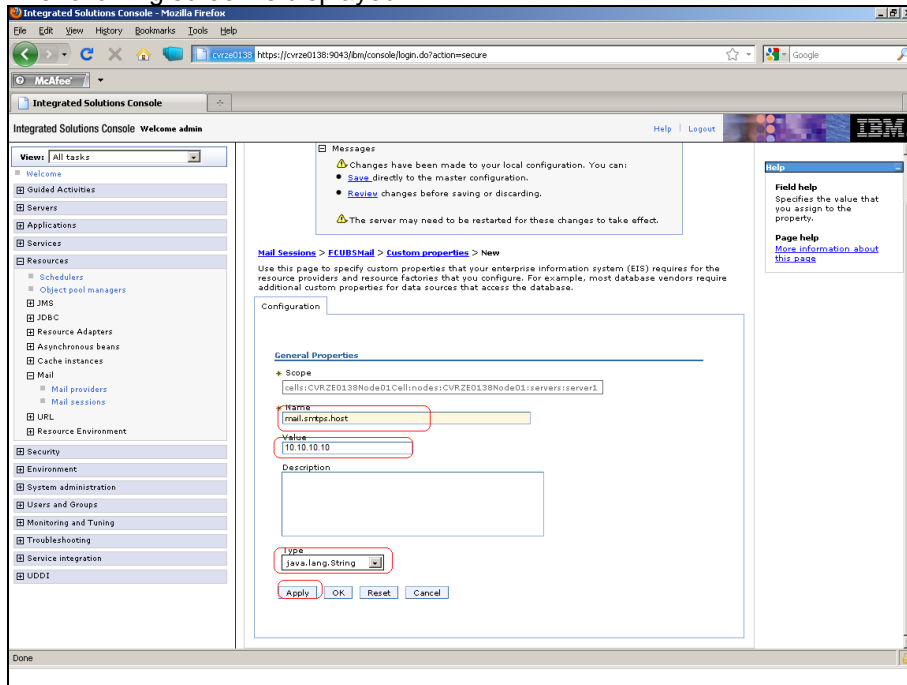 Integrated Solutions Console - Mozilla Firefox
File Edit View History Bookmarks Tools Help
cvrze0138 https://cvrze0138:9043/ibm/console/login.do?action=secure
Google
McAfee
Integrated Solutions Console
Integrated Solutions Console Welcome admin
Help | Logout
IBM
View: All tasks
Welcome
Guided Activities
Servers
Applications
Services
Resources
Schedulers
Object pool managers
JMS
JDBC
Resource Adapters
Asynchronous beans
Cache instances
Mail
Mail providers
Mail sessions
URL
Resource Environment
Security
Environment
System administration
Users and Groups
Monitoring and Tuning
Troubleshooting
Service integration
UDDI
Messages
Changes have been made to your local configuration. You can:
Save directly to the master configuration.
Review changes before saving or discarding.
The server may need to be restarted for these changes to take effect.
Mail Sessions > FCUBSMail > Custom properties > New
Use this page to specify custom properties that your enterprise information system (EIS) requires for the
resource providers and resource factories that you configure. For example, most database vendors require
additional custom properties for data sources that access the database.
Configuration
General Properties
Scope
cells:CVRZE0138Node01Cell:nodes:CVRZE0138Node01:servers:server1
Name
mail.smtps.host
Value
10.10.10.10
Description
Type
java.lang.String
Apply OK Reset Cancel
Help
Field help
Specifies the value that
you assign to the
property.
Page help
More information about
this page
Done